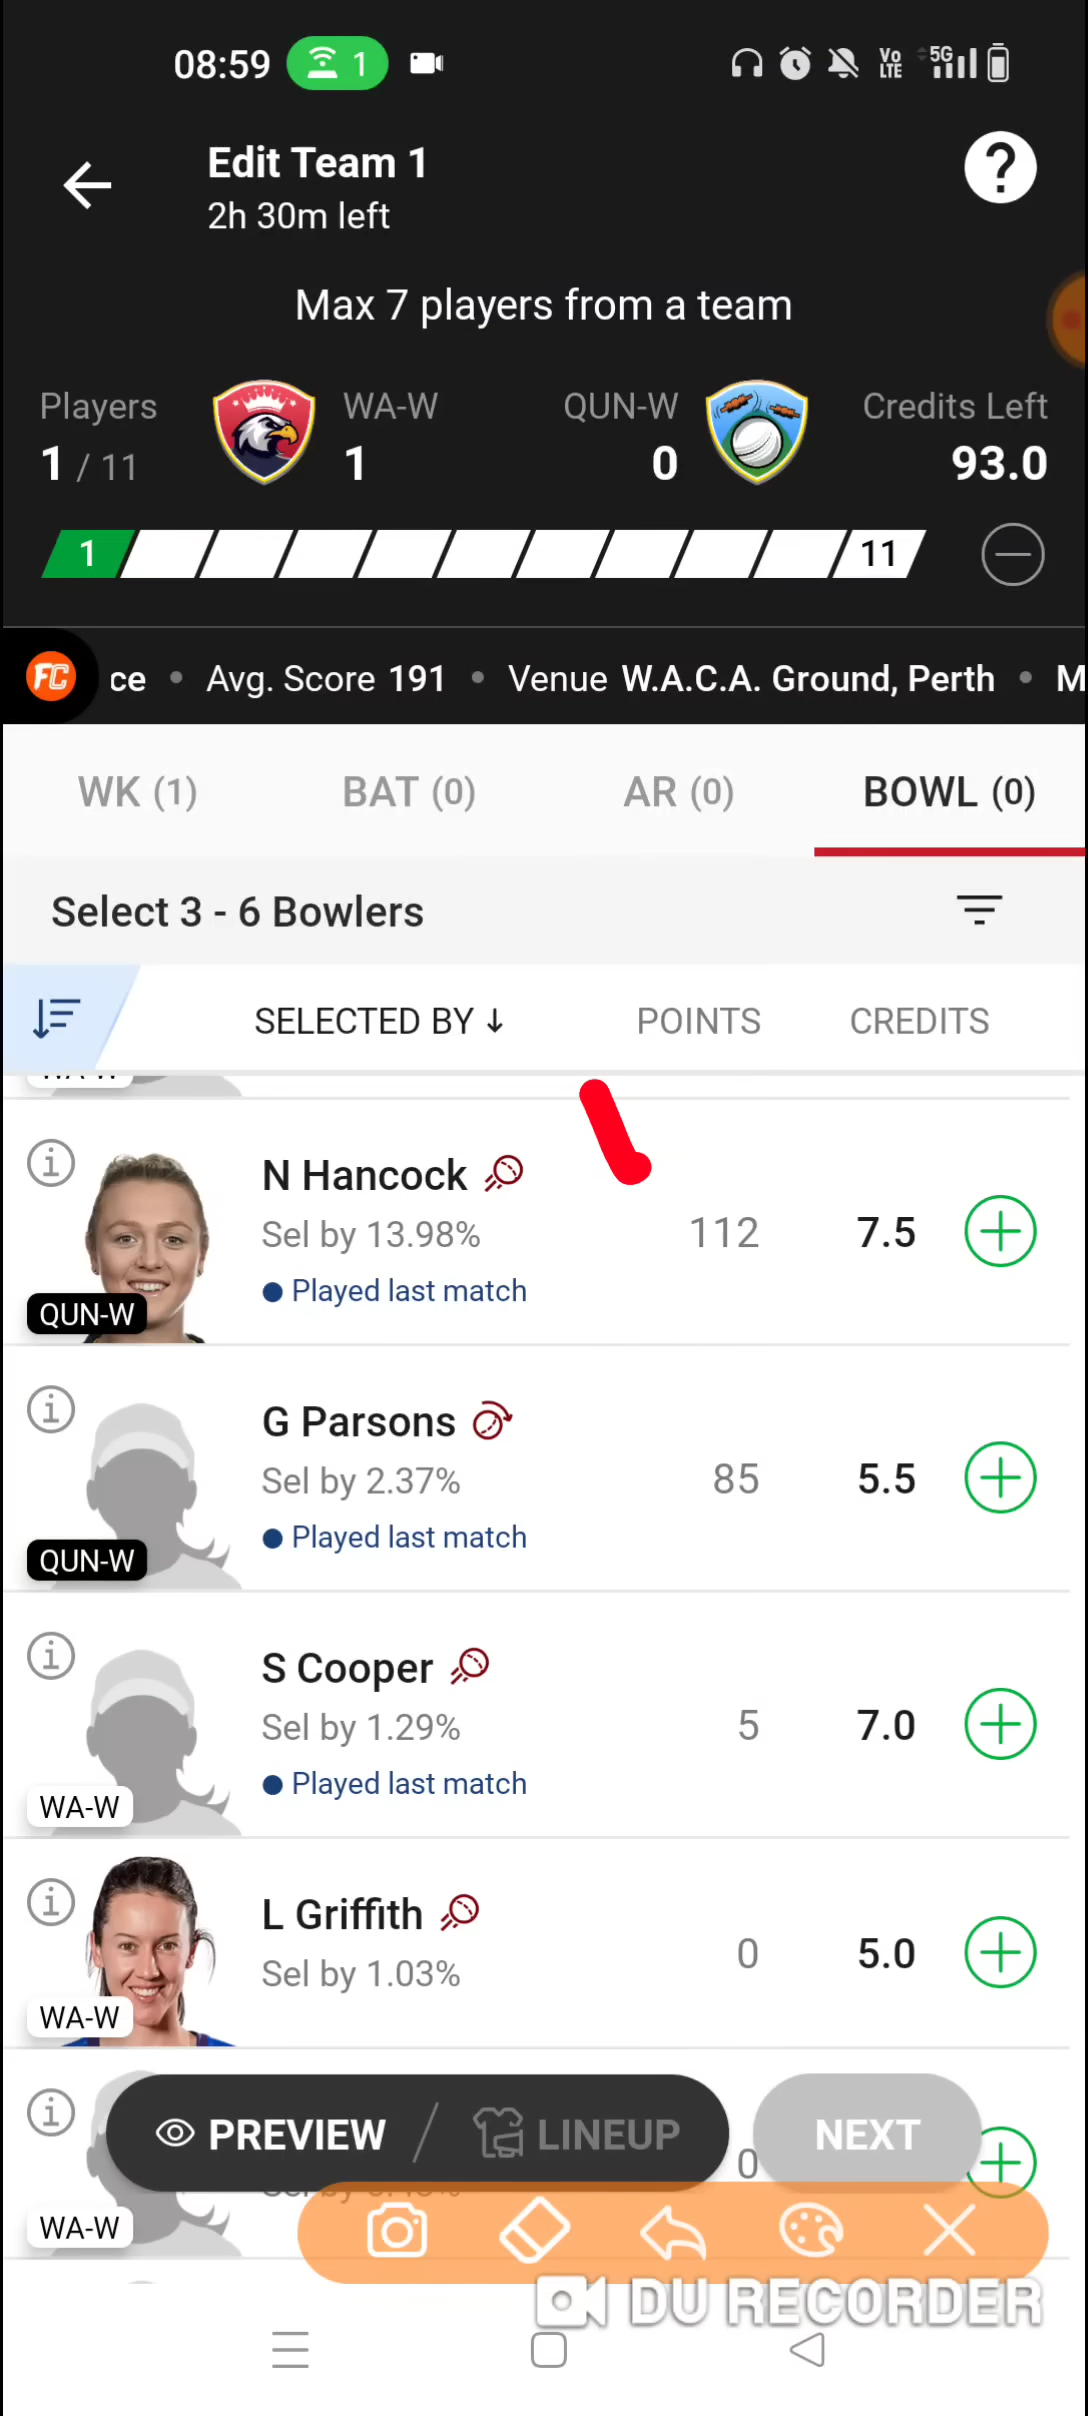 08:59 1 Vo LTE 5G
Edit Team 1
2h 30m left
?
Max 7 players from a team
Players WA-W QUN-W Credits Left
1 / 11 1 0 93.0
1 11
FC ce • Avg. Score 191 • Venue W.A.C.A. Ground, Perth • M
WK (1) BAT (0) AR (0) BOWL (0)
Select 3 - 6 Bowlers
SELECTED BY ↓ POINTS CREDITS
WA-W
N Hancock
Sel by 13.98% 112 7.5
Played last match
QUN-W
G Parsons
Sel by 2.37% 85 5.5
Played last match
QUN-W
S Cooper
Sel by 1.29% 5 7.0
Played last match
WA-W
L Griffith
Sel by 1.03% 0 5.0
WA-W
PREVIEW / LINEUP NEXT
0
WA-W
DU RECORDER